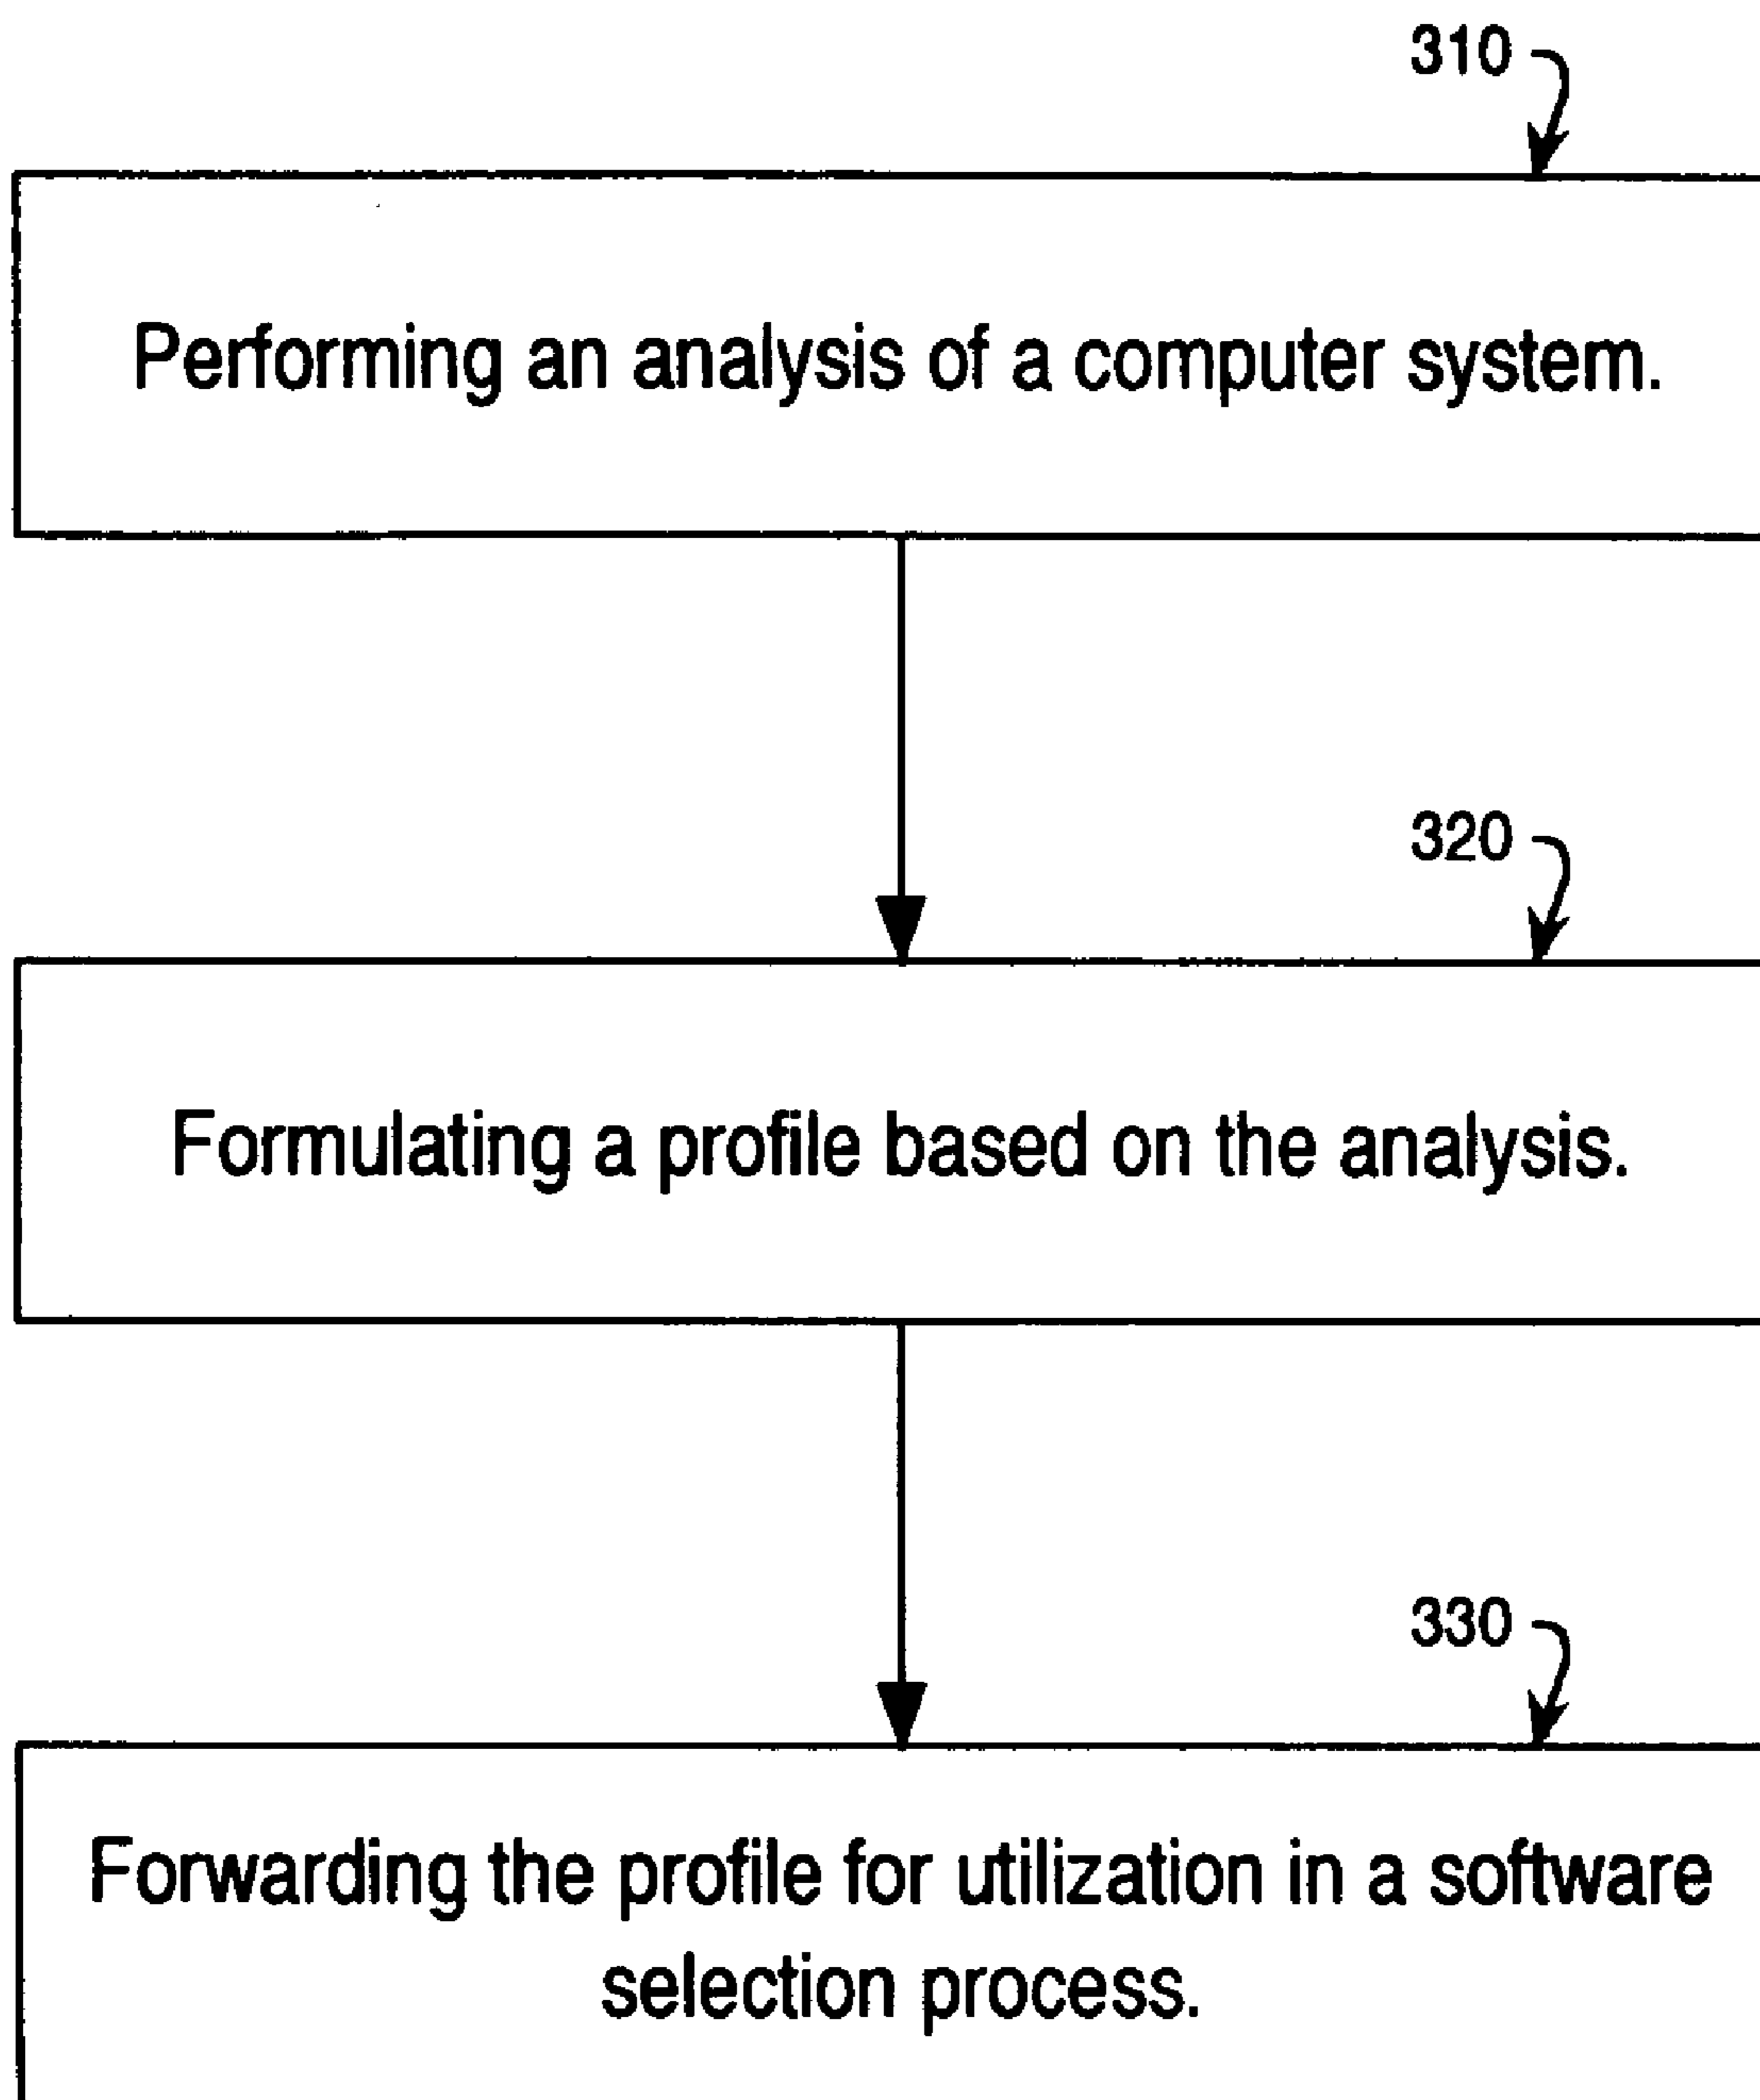 310
Performing an analysis of a computer system.
320
Formulating a profile based on the analysis.
330
Forwarding the profile for utilization in a software
selection process.